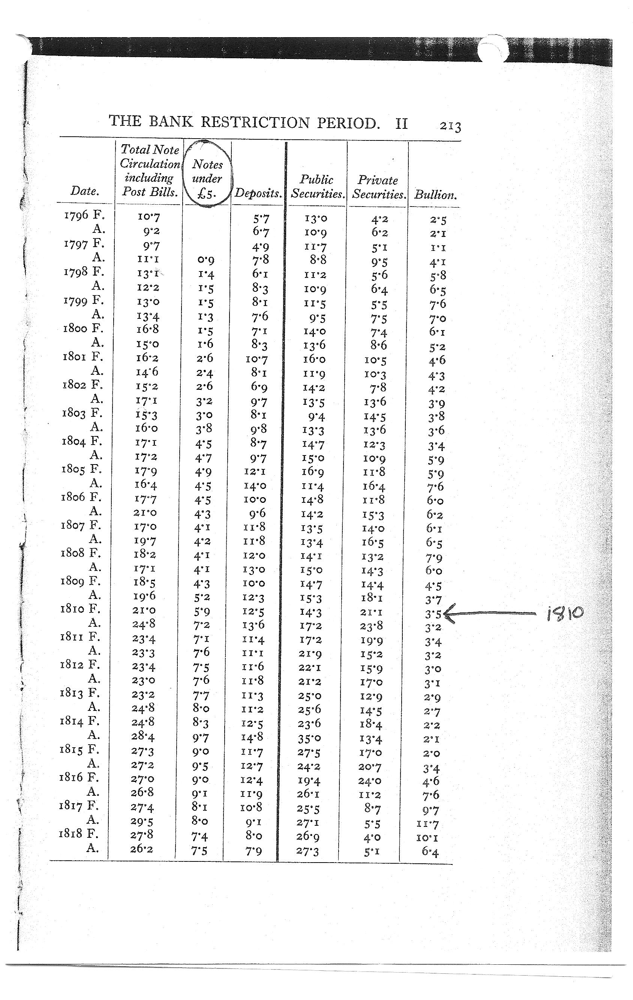 THE BANK RESTRICTION PERIOD. II 213
Date. Total Note Circulation including Post Bills. Notes under £5. Deposits. Public Securities. Private Securities. Bullion.
1796 F. 10·7 5·7 13·0 4·2 2·5
A. 9·2 6·7 10·9 6·2 2·1
1797 F. 9·7 4·9 11·7 5·1 1·1
A. 11·1 0·9 7·8 8·8 9·5 4·1
1798 F. 13·1 1·4 6·1 11·2 5·6 5·8
A. 12·2 1·5 8·3 10·9 6·4 6·5
1799 F. 13·0 1·5 8·1 11·5 5·5 7·6
A. 13·4 1·3 7·6 9·5 7·5 7·0
1800 F. 16·8 1·5 7·1 14·0 7·4 6·1
A. 15·0 1·6 8·3 13·6 8·6 5·2
1801 F. 16·2 2·6 10·7 16·0 10·5 4·6
A. 14·6 2·4 8·1 11·9 10·3 4·3
1802 F. 15·2 2·6 6·9 14·2 7·8 4·2
A. 17·1 3·2 9·7 13·5 13·6 3·9
1803 F. 15·3 3·0 8·1 9·4 14·5 3·8
A. 16·0 3·8 9·8 13·3 13·6 3·6
1804 F. 17·1 4·5 8·7 14·7 12·3 3·4
A. 17·2 4·7 9·7 15·0 10·9 5·9
1805 F. 17·9 4·9 12·1 16·9 11·8 5·9
A. 16·4 4·5 14·0 11·4 16·4 7·6
1806 F. 17·7 4·5 10·0 14·8 11·8 6·0
A. 21·0 4·3 9·6 14·2 15·3 6·2
1807 F. 17·0 4·1 11·8 13·5 14·0 6·1
A. 19·7 4·2 11·8 13·4 16·5 6·5
1808 F. 18·2 4·1 12·0 14·1 13·2 7·9
A. 17·1 4·1 13·0 15·0 14·3 6·0
1809 F. 18·5 4·3 10·0 14·7 14·4 4·5
A. 19·6 5·2 12·3 15·3 18·1 3·7
1810 F. 21·0 5·9 12·5 14·3 21·1 3·5 1810
A. 24·8 7·2 13·6 17·2 23·8 3·2
1811 F. 23·4 7·1 11·4 17·2 19·9 3·4
A. 23·3 7·6 11·1 21·9 15·2 3·2
1812 F. 23·4 7·5 11·6 22·1 15·9 3·0
A. 23·0 7·6 11·8 21·2 17·0 3·1
1813 F. 23·2 7·7 11·3 25·0 12·9 2·9
A. 24·8 8·0 11·2 25·6 14·5 2·7
1814 F. 24·8 8·3 12·5 23·6 18·4 2·2
A. 28·4 9·7 14·8 35·0 13·4 2·1
1815 F. 27·3 9·0 11·7 27·5 17·0 2·0
A. 27·2 9·5 12·7 24·2 20·7 3·4
1816 F. 27·0 9·0 12·4 19·4 24·0 4·6
A. 26·8 9·1 11·9 26·1 11·2 7·6
1817 F. 27·4 8·1 10·8 25·5 8·7 9·7
A. 29·5 8·0 9·1 27·1 5·5 11·7
1818 F. 27·8 7·4 8·0 26·9 4·0 10·1
A. 26·2 7·5 7·9 27·3 5·1 6·4